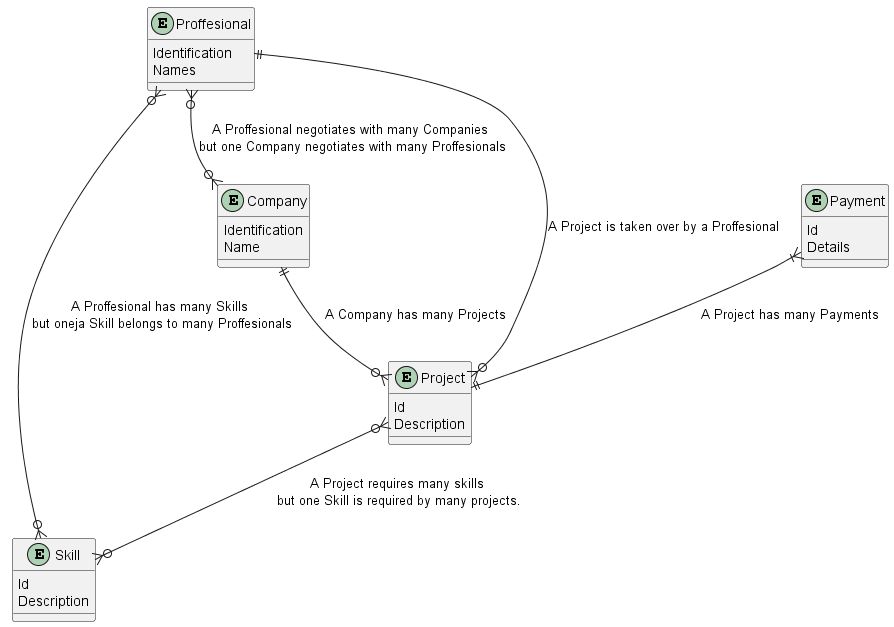 E Proffesional
Identification
Names
A Proffesional negotiates with many Companies
but one Company negotiates with many Proffesionals
E Company
Identification
Name
E Payment
Id
Details
A Project is taken over by a Proffesional
A Proffesional has many Skills
but oneja Skill belongs to many Proffesionals
A Company has many Projects
A Project has many Payments
E Project
Id
Description
A Project requires many skills
but one Skill is required by many projects.
E Skill
Id
Description